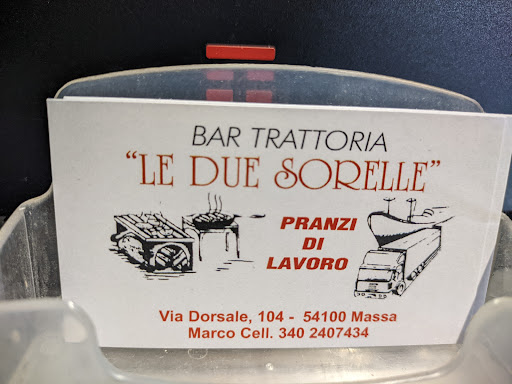 BAR TRATTORIA
"LE DUE SORELLE"
PRANZI
DI
LAVORO
Via Dorsale, 104 - 54100 Massa
Marco Cell. 340 2407434